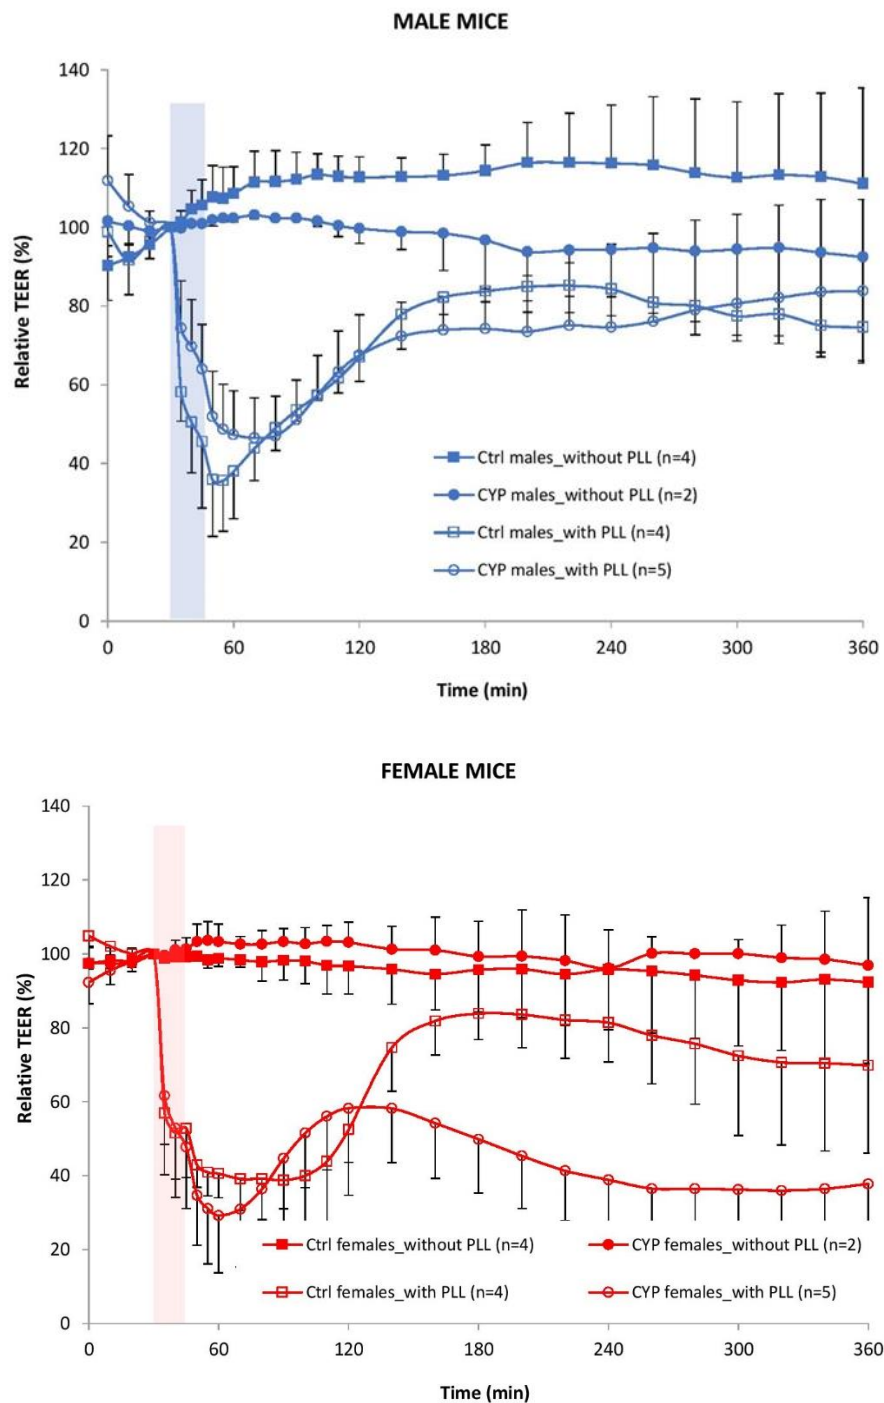 MALE MICE
140
120
100
80
60
40
20
0
Relative TEER (%)
Ctrl males_without PLL (n=4)
CYP males_without PLL (n=2)
Ctrl males_with PLL (n=4)
CYP males_with PLL (n=5)
0 60 120 180 240 300 360
Time (min)
FEMALE MICE
140
120
100
80
60
40
20
0
Relative TEER (%)
Ctrl females_without PLL (n=4) CYP females_without PLL (n=2)
Ctrl females_with PLL (n=4) CYP females_with PLL (n=5)
0 60 120 180 240 300 360
Time (min)